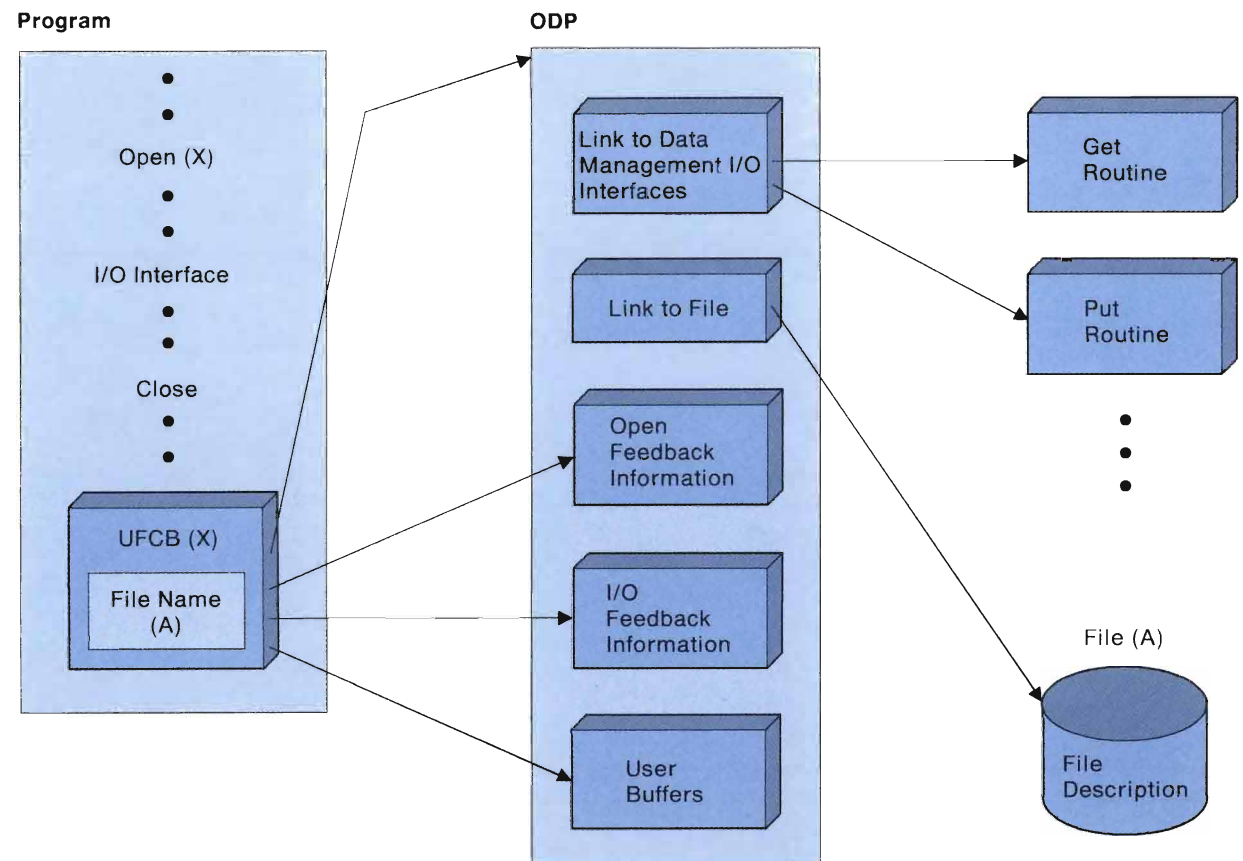 Program
Open (X)
I/O Interface
Close
UFCB (X)
File Name
(A)
ODP
Link to Data
Management I/O
Interfaces
Link to File
Open
Feedback
Information
I/O
Feedback
Information
User
Buffers
Get
Routine
Put
Routine
File (A)
File
Description